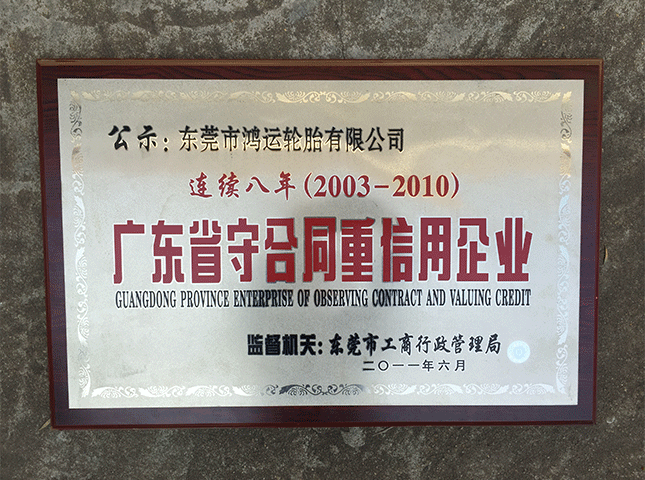 公示：东莞市鸿运轮胎有限公司
连续八年(2003-2010)
广东省守合同重信用企业
GUANGDONG PROVINCE ENTERPRISE OF OBSERVING CONTRACT AND VALUING CREDIT
监督机关：东莞市工商行政管理局
二〇一一年六月